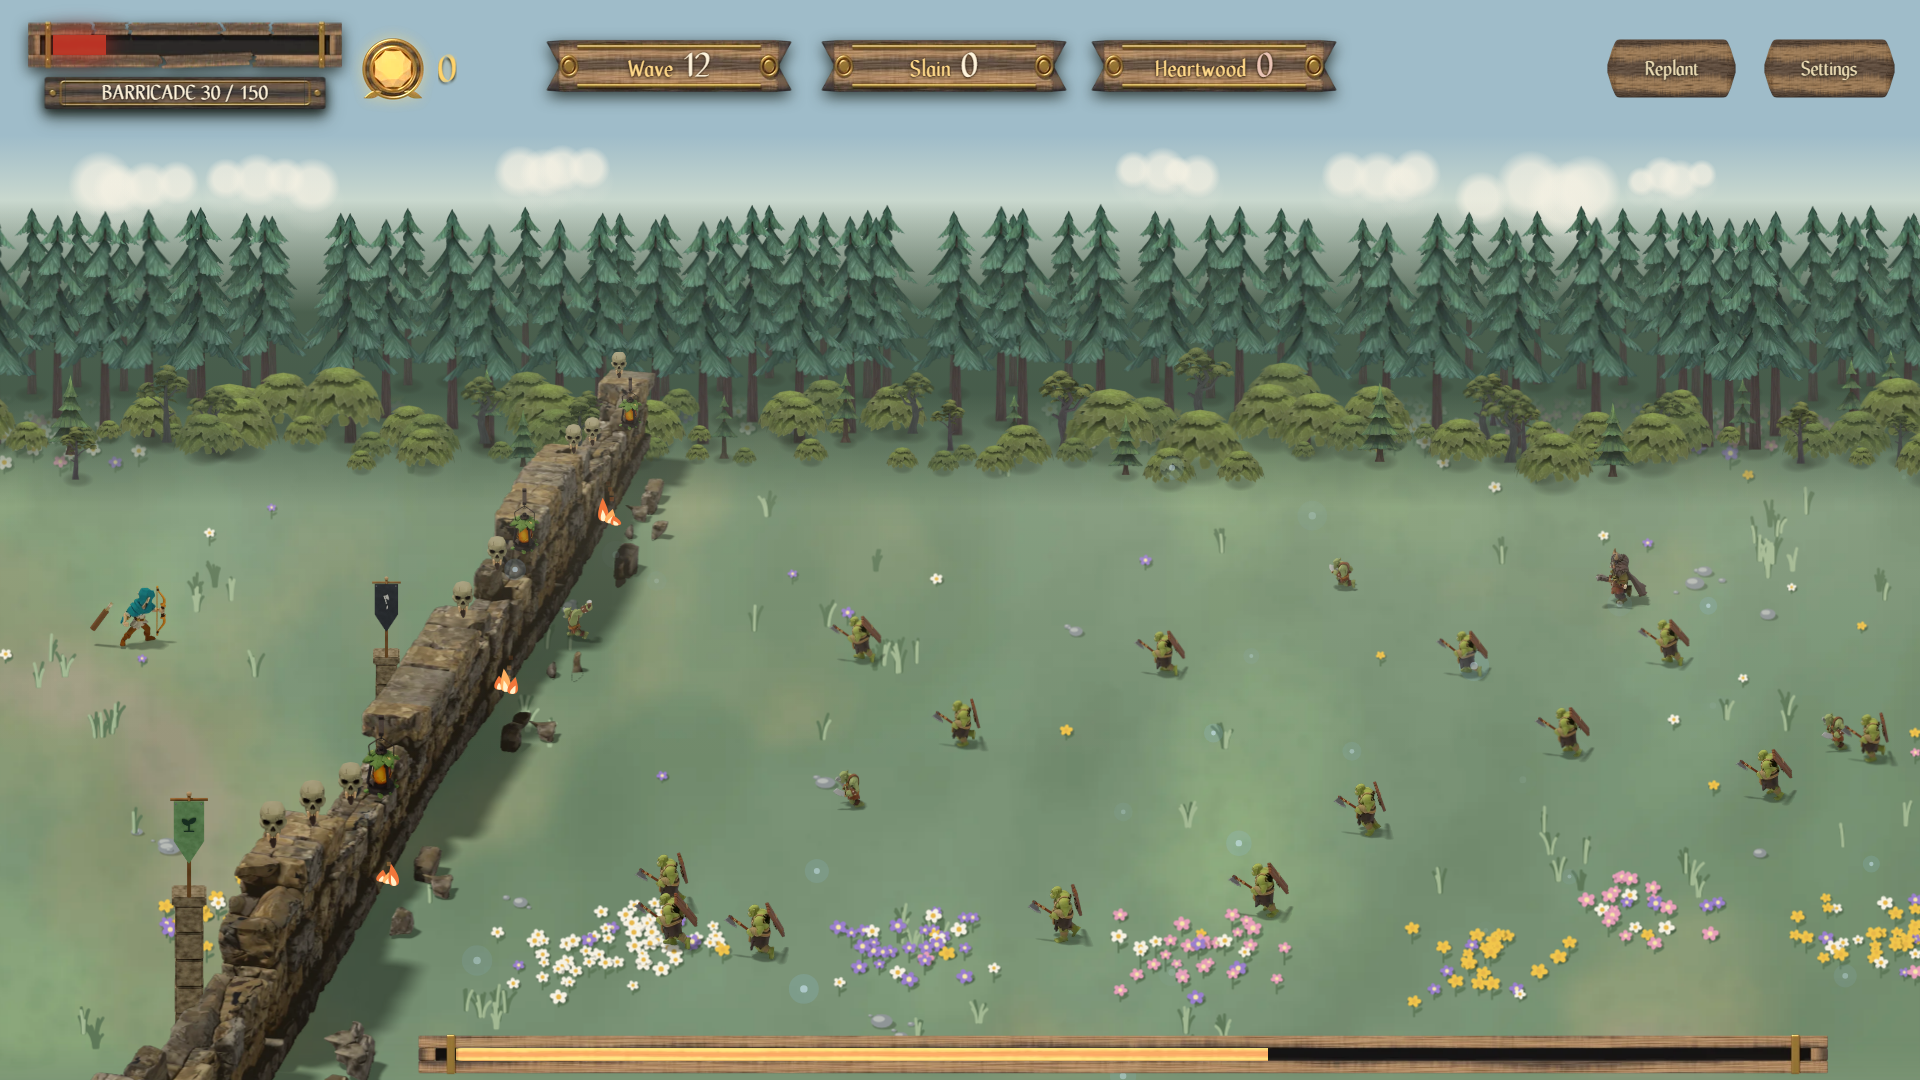 0
Wave 12
Slain 0
Heartwood 0
Replant
Settings
BARRICADE 30 / 150